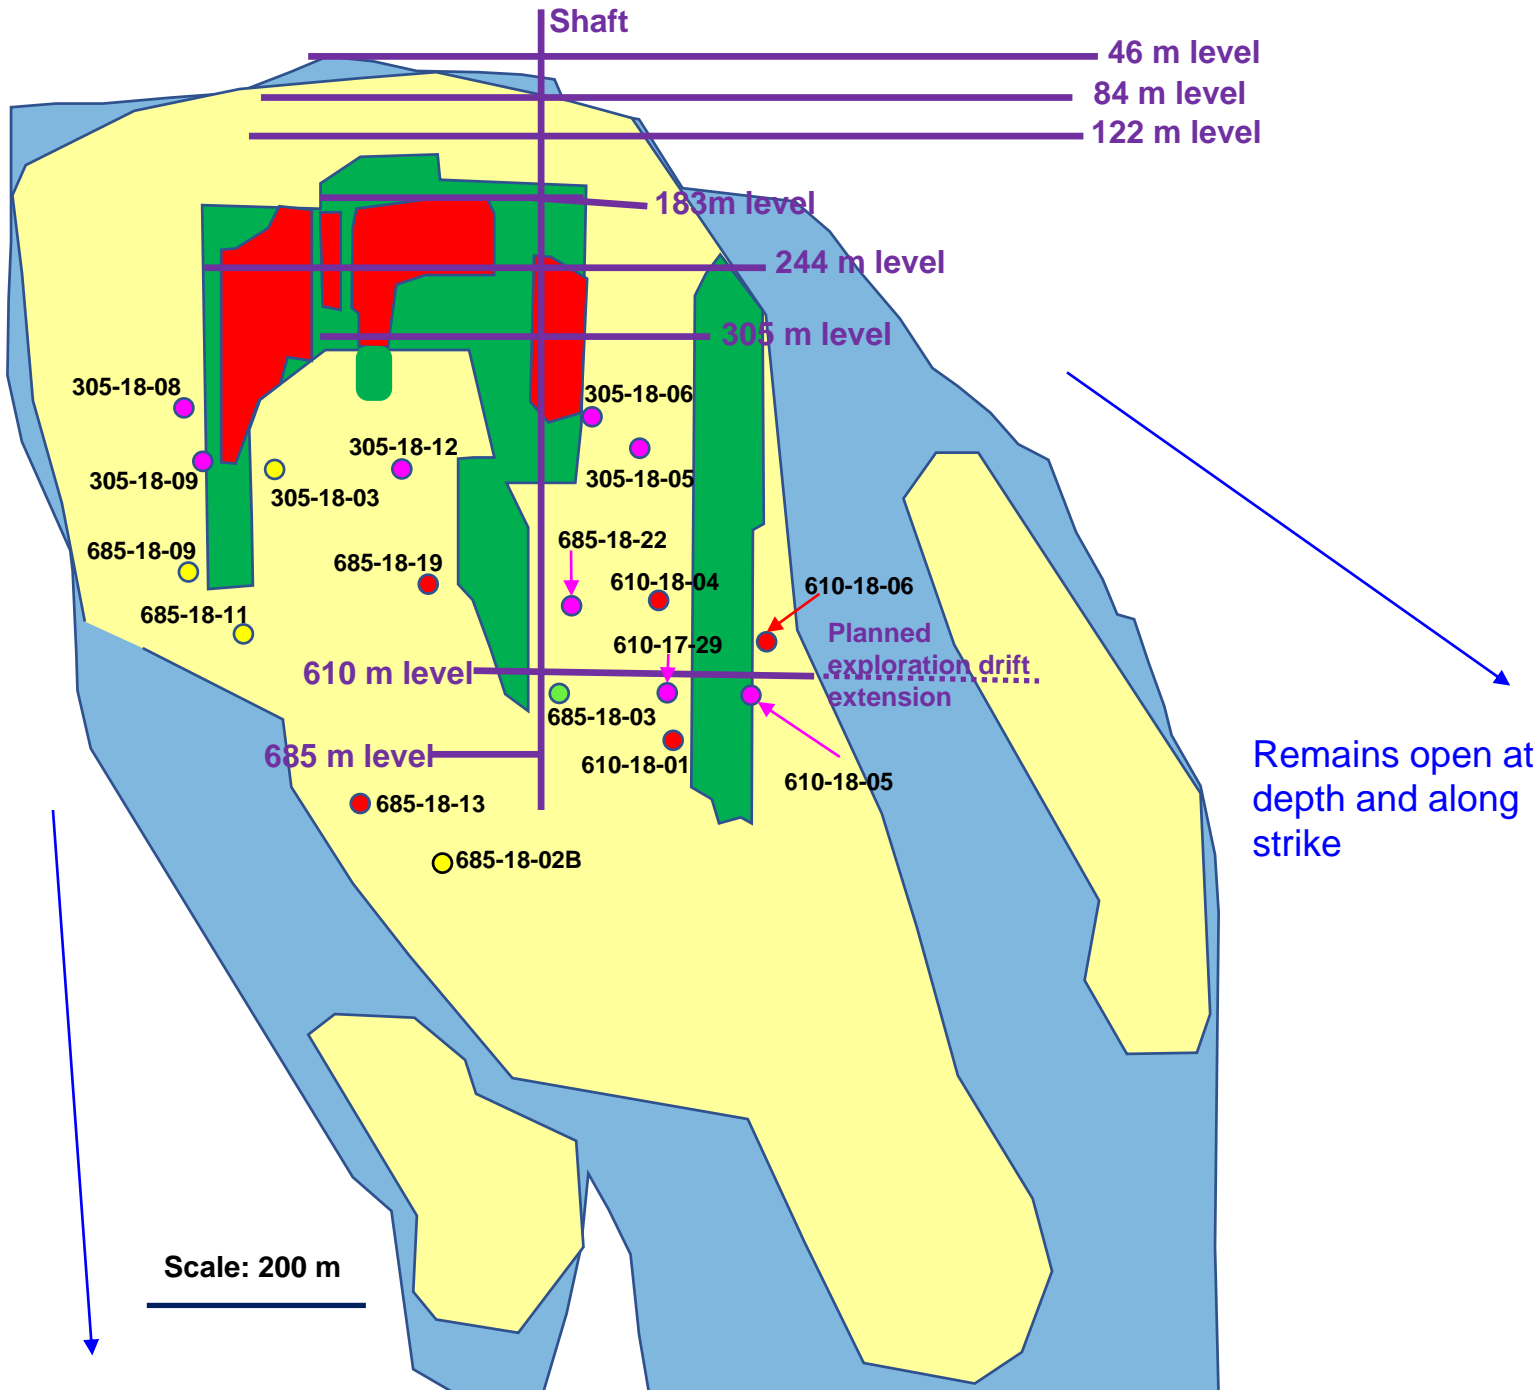 Shaft
46 m level
84 m level
122 m level
183m level
244 m level
305 m level
305-18-08
305-18-06
305-18-12
305-18-09
305-18-03
305-18-05
685-18-09
685-18-22
685-18-19
610-18-04
610-18-06
685-18-11
610-17-29
Planned
exploration drift
extension
610 m level
685-18-03
685 m level
610-18-01
610-18-05
685-18-13
685-18-02B
Remains open at
depth and along
strike
Scale: 200 m